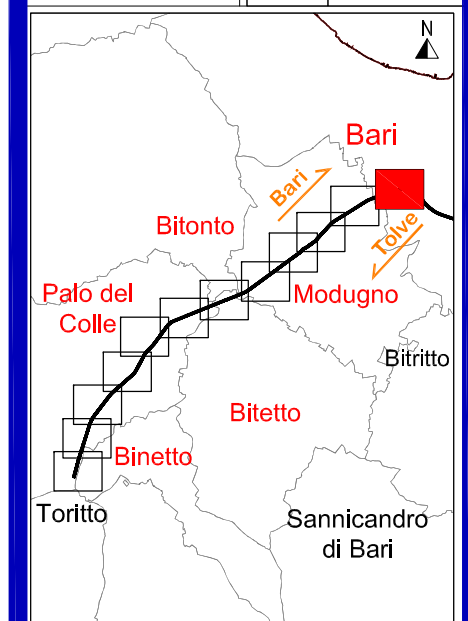 N
Bari
Bari
Tolve
Bitonto
Modugno
Palo del
Colle
Bitritto
Bitetto
Binetto
Toritto
Sannicandro
di Bari